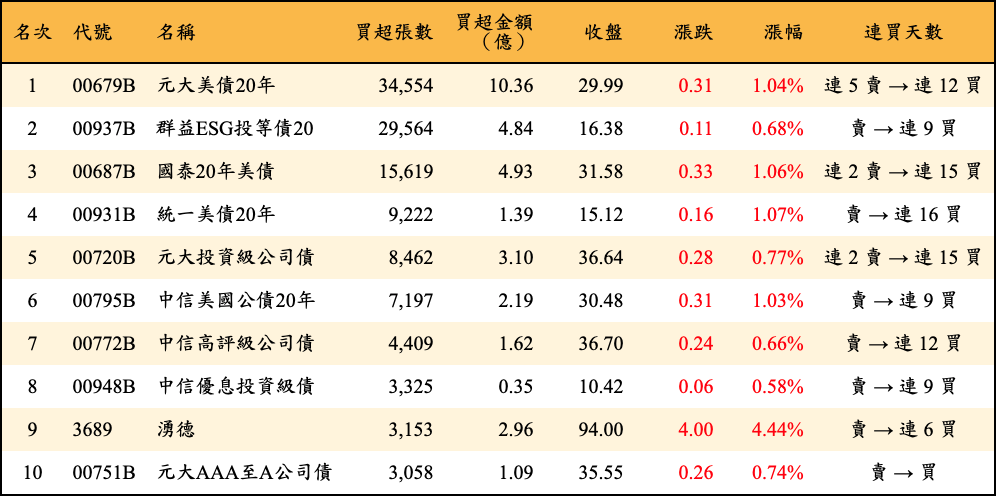 名次 代號 名稱 買超張數 買超金額（億） 收盤 漲跌 漲幅 連買天數
1 00679B 元大美債20年 34,554 10.36 29.99 0.31 1.04% 連 5 賣 → 連 12 買
2 00937B 群益ESG投等債20 29,564 4.84 16.38 0.11 0.68% 賣 → 連 9 買
3 00687B 國泰20年美債 15,619 4.93 31.58 0.33 1.06% 連 2 賣 → 連 15 買
4 00931B 統一美債20年 9,222 1.39 15.12 0.16 1.07% 賣 → 連 16 買
5 00720B 元大投資級公司債 8,462 3.10 36.64 0.28 0.77% 連 2 賣 → 連 15 買
6 00795B 中信美國公債20年 7,197 2.19 30.48 0.31 1.03% 賣 → 連 9 買
7 00772B 中信高評級公司債 4,409 1.62 36.70 0.24 0.66% 賣 → 連 12 買
8 00948B 中信優息投資級債 3,325 0.35 10.42 0.06 0.58% 賣 → 連 9 買
9 3689 湧德 3,153 2.96 94.00 4.00 4.44% 賣 → 連 6 買
10 00751B 元大AAA至A公司債 3,058 1.09 35.55 0.26 0.74% 賣 → 買